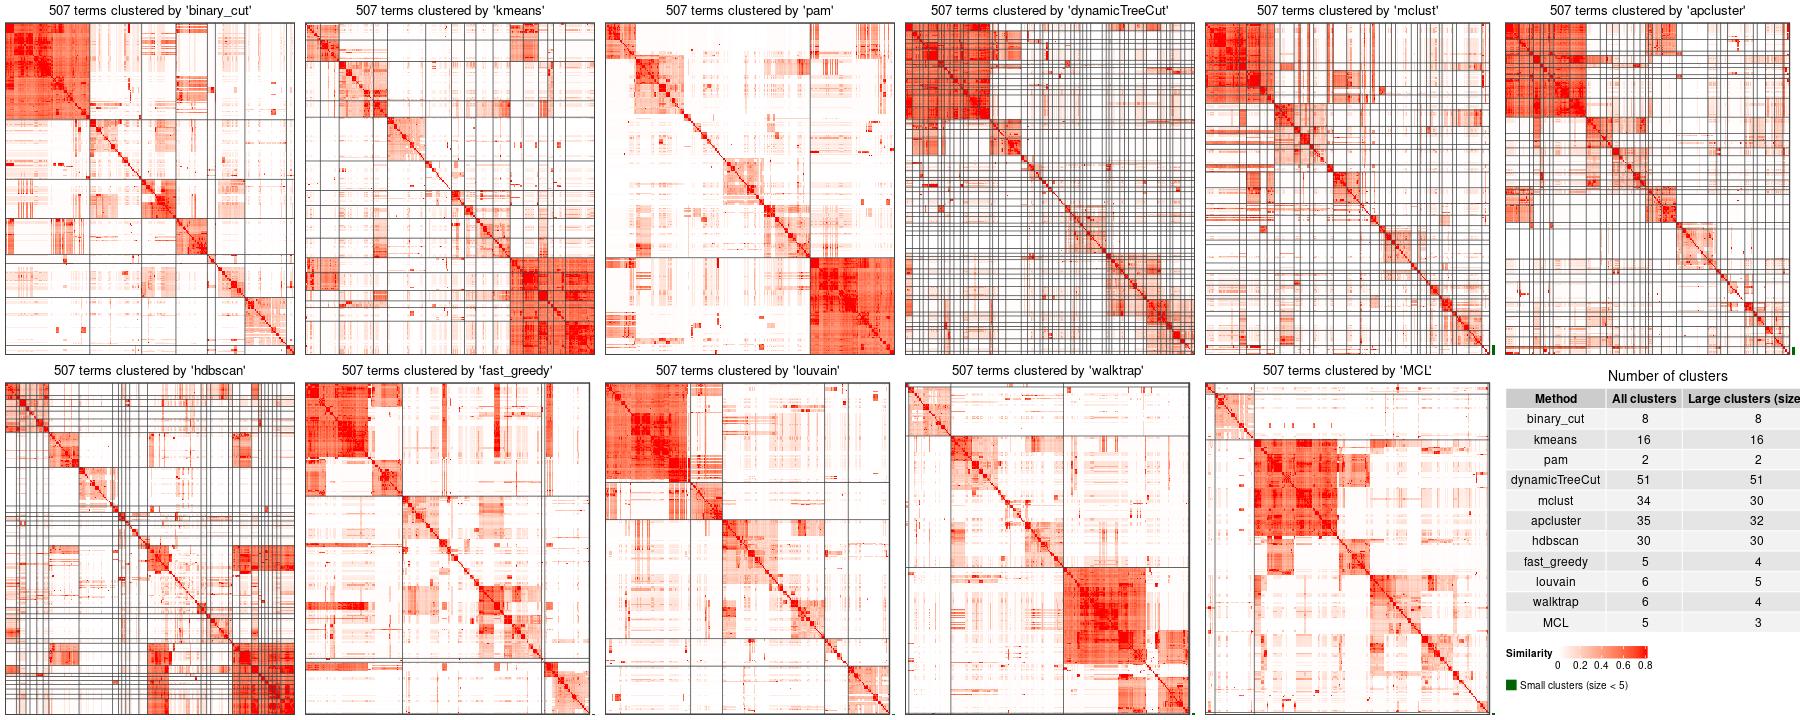 507 terms clustered by 'binary_cut'
507 terms clustered by 'kmeans'
507 terms clustered by 'pam'
507 terms clustered by 'dynamicTreeCut'
507 terms clustered by 'mclust'
507 terms clustered by 'apcluster'
507 terms clustered by 'hdbscan'
507 terms clustered by 'fast_greedy'
507 terms clustered by 'louvain'
507 terms clustered by 'walktrap'
507 terms clustered by 'MCL'
Number of clusters
Method All clusters Large clusters (size
binary_cut 8 8
kmeans 16 16
pam 2 2
dynamicTreeCut 51 51
mclust 34 30
apcluster 35 32
hdbscan 30 30
fast_greedy 5 4
louvain 6 5
walktrap 6 4
MCL 5 3
Similarity
0 0.2 0.4 0.6 0.8
Small clusters (size < 5)